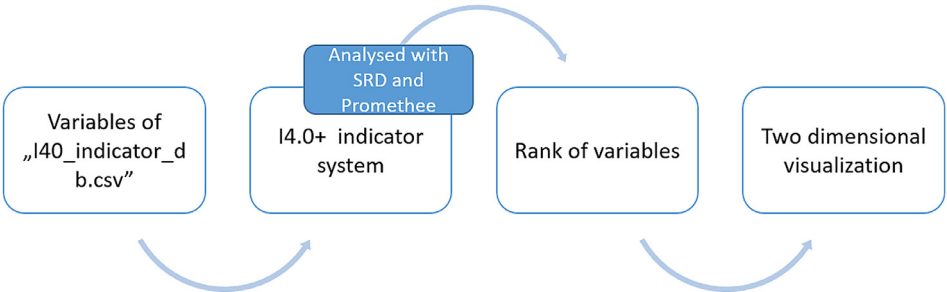 Variables of
„I40_indicator_d
b.csv”
Analysed with
SRD and
Promethee
I4.0+ indicator
system
Rank of variables
Two dimensional
visualization